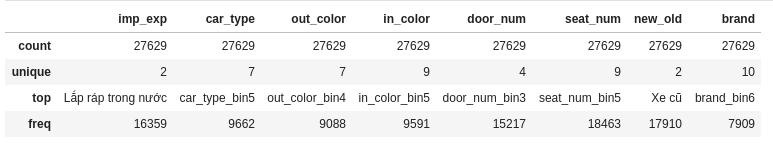 imp_exp car_type out_color in_color door_num seat_num new_old brand
count 27629 27629 27629 27629 27629 27629 27629 27629
unique 2 7 7 9 4 9 2 10
top Lắp ráp trong nước car_type_bin5 out_color_bin4 in_color_bin5 door_num_bin3 seat_num_bin5 Xe cũ brand_bin6
freq 16359 9662 9088 9591 15217 18463 17910 7909